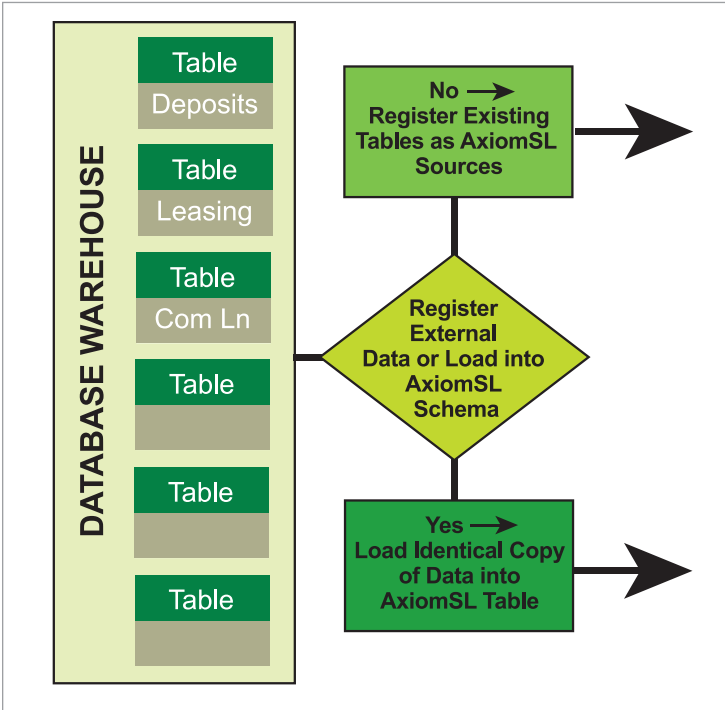 DATABASE WAREHOUSE
Table
Deposits
Table
Leasing
Table
Com Ln
Table
Table
Table
No →
Register Existing
Tables as AxiomSL
Sources
Register
External
Data or Load into
AxiomSL
Schema
Yes →
Load Identical Copy
of Data into
AxiomSL Table